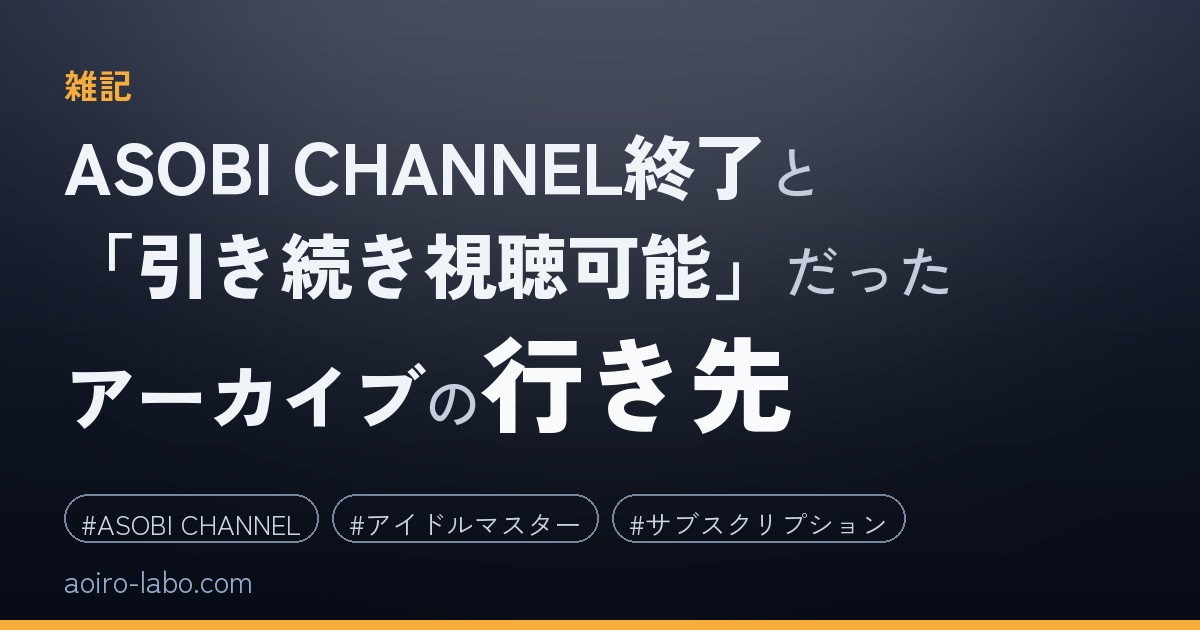 雑記
ASOBI CHANNEL終了と
「引き続き視聴可能」だった
アーカイブの行き先
#ASOBI CHANNEL #アイドルマスター #サブスクリプション
aoiro-labo.com